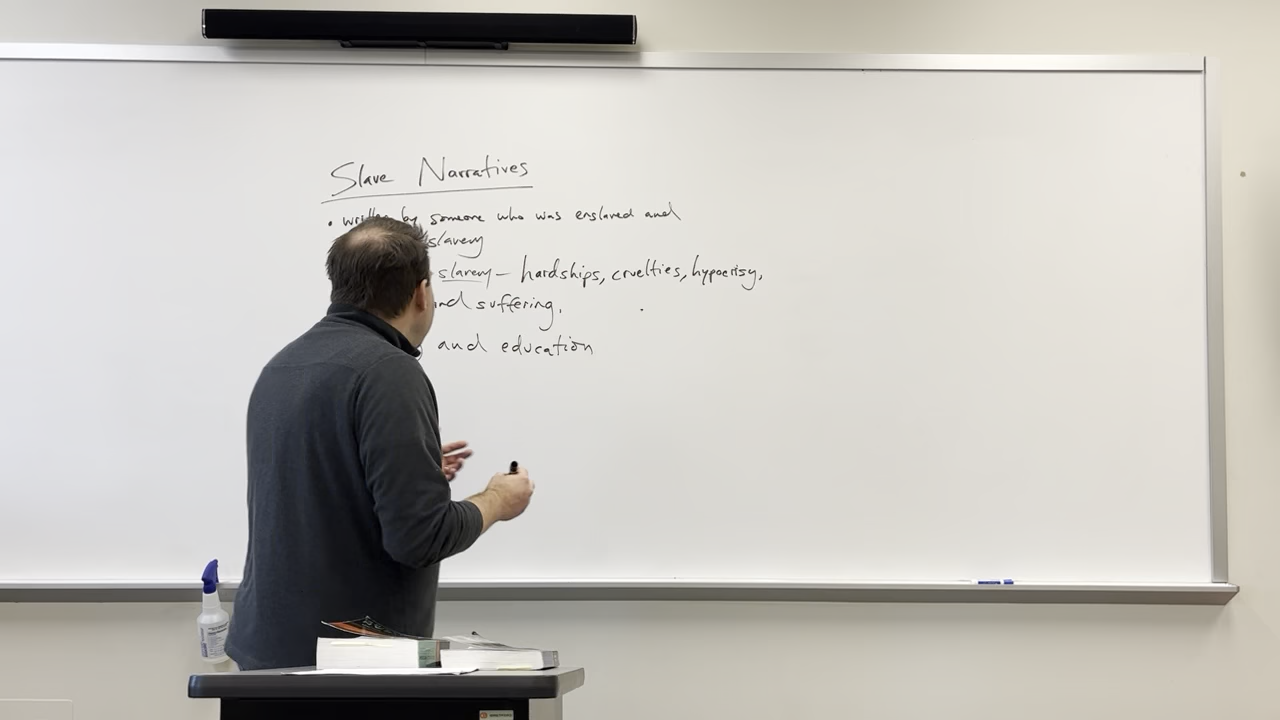 Slave Narratives
• written by someone who was enslaved and
slavery
slavery – hardships, cruelties, hypocrisy,
and suffering.
and education